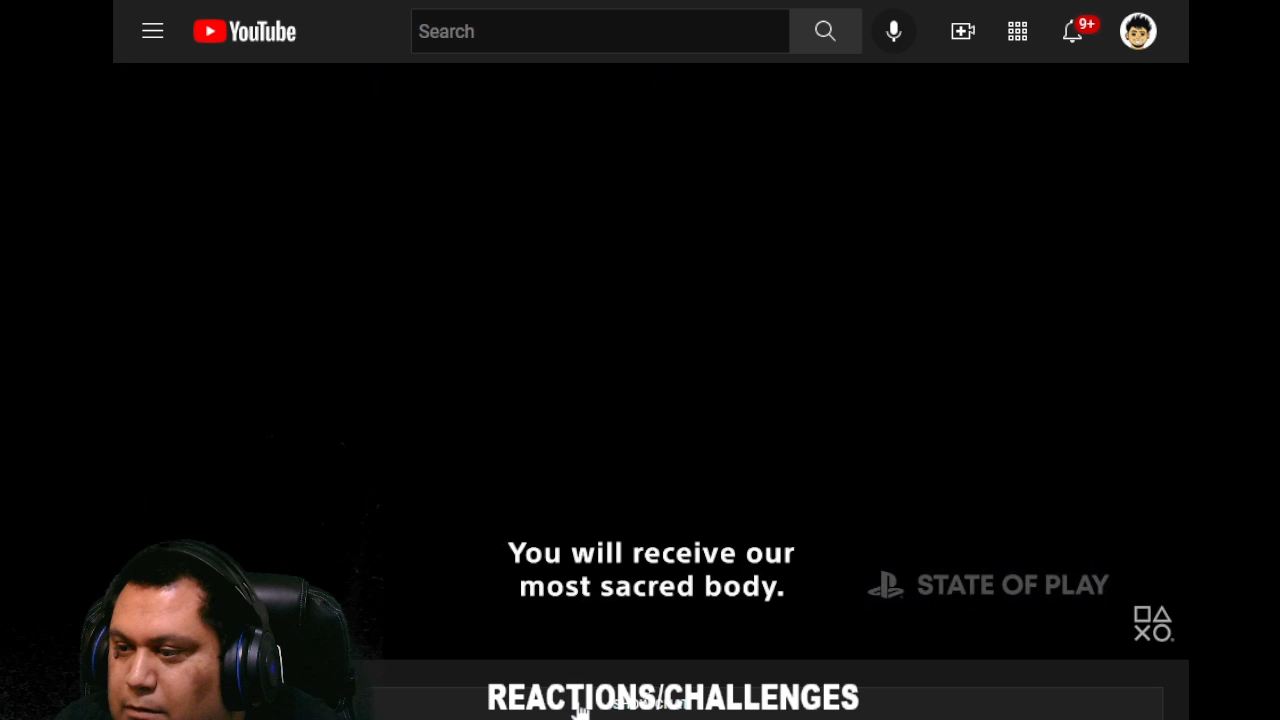 YouTube
Search
9+
You will receive our
most sacred body.
STATE OF PLAY
REACTIONS/CHALLENGES